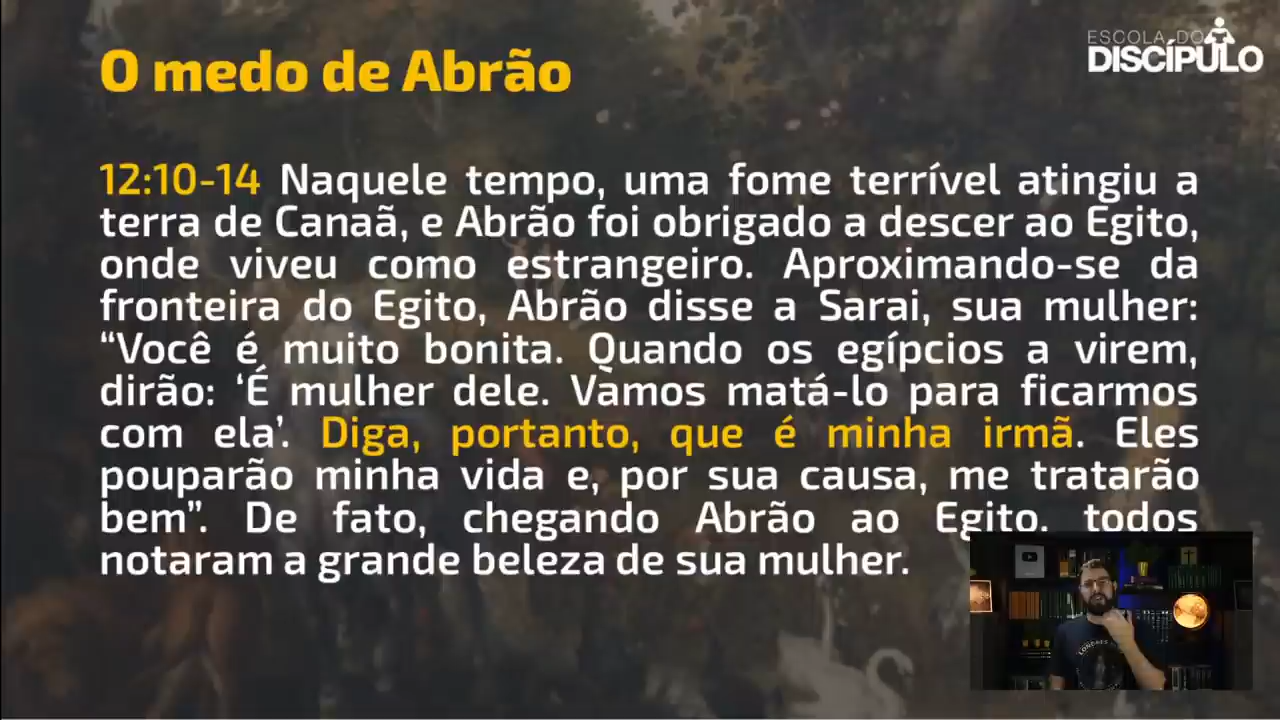 O medo de Abrão
ESCOLA DO
DISCÍPULO
12:10-14 Naquele tempo, uma fome terrível atingiu a
terra de Canaã, e Abrão foi obrigado a descer ao Egito,
onde viveu como estrangeiro. Aproximando-se da
fronteira do Egito, Abrão disse a Sarai, sua mulher:
“Você é muito bonita. Quando os egípcios a virem,
dirão: ‘É mulher dele. Vamos matá-lo para ficarmos
com ela’. Diga, portanto, que é minha irmã. Eles
pouparão minha vida e, por sua causa, me tratarão
bem”. De fato, chegando Abrão ao Egito, todos
notaram a grande beleza de sua mulher.